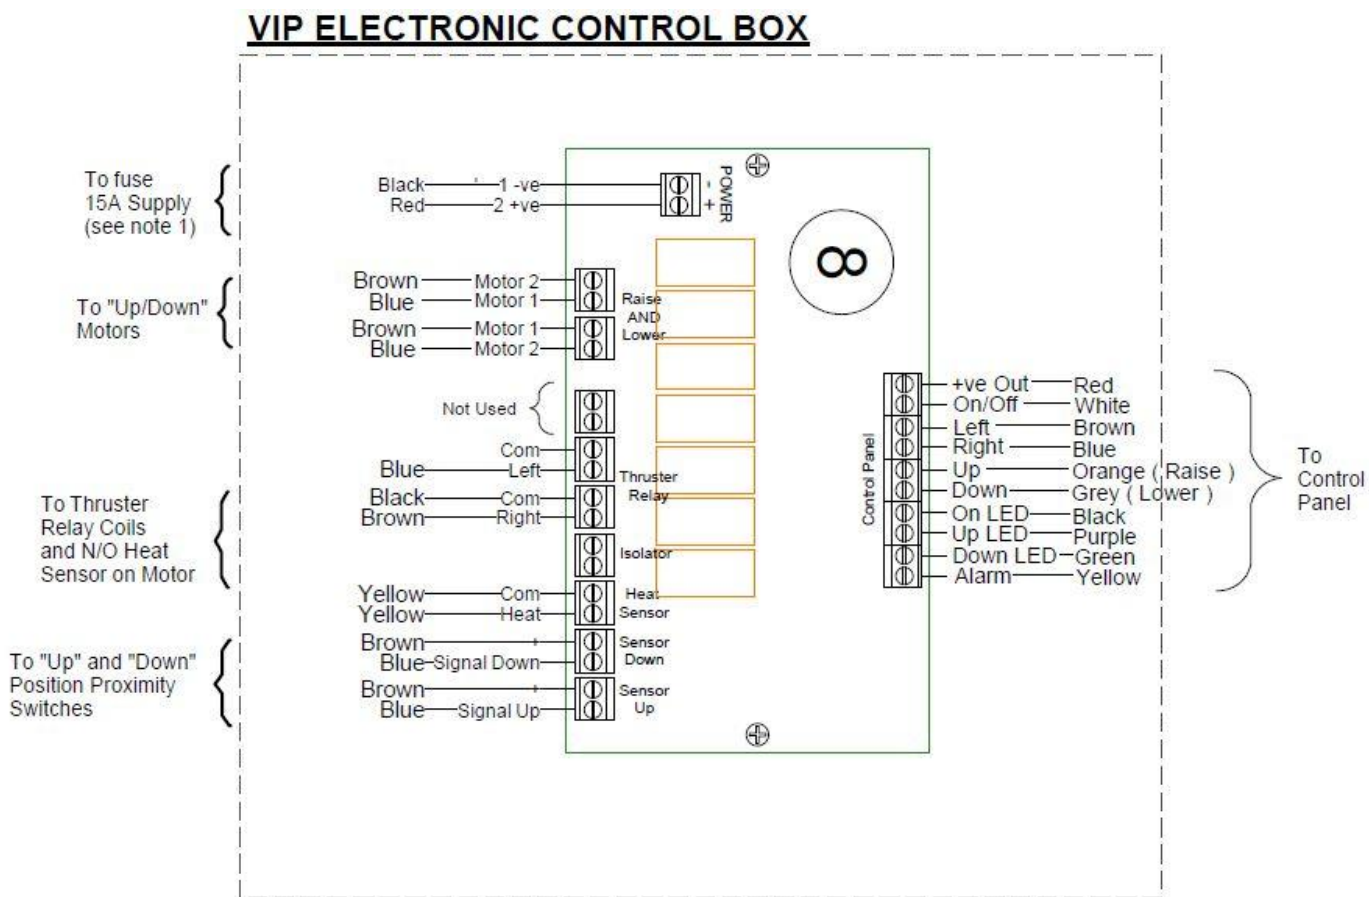 VIP ELECTRONIC CONTROL BOX
To fuse
15A Supply
(see note 1)
Black 1 -ve
Red 2 +ve
- POWER +
8
To "Up/Down"
Motors
Brown Motor 2
Blue Motor 1
Brown Motor 1
Blue Motor 2
Raise
AND
Lower
Not Used
Com
Blue Left
Black Com
Brown Right
Thruster
Relay
Isolator
To Thruster
Relay Coils
and N/O Heat
Sensor on Motor
Yellow Com
Yellow Heat
Heat
Sensor
To "Up" and "Down"
Position Proximity
Switches
Brown +
Blue Signal Down
Sensor
Down
Brown +
Blue Signal Up
Sensor
Up
Control Panel
+ve Out Red
On/Off White
Left Brown
Right Blue
Up Orange ( Raise )
Down Grey ( Lower )
On LED Black
Up LED Purple
Down LED Green
Alarm Yellow
To
Control
Panel